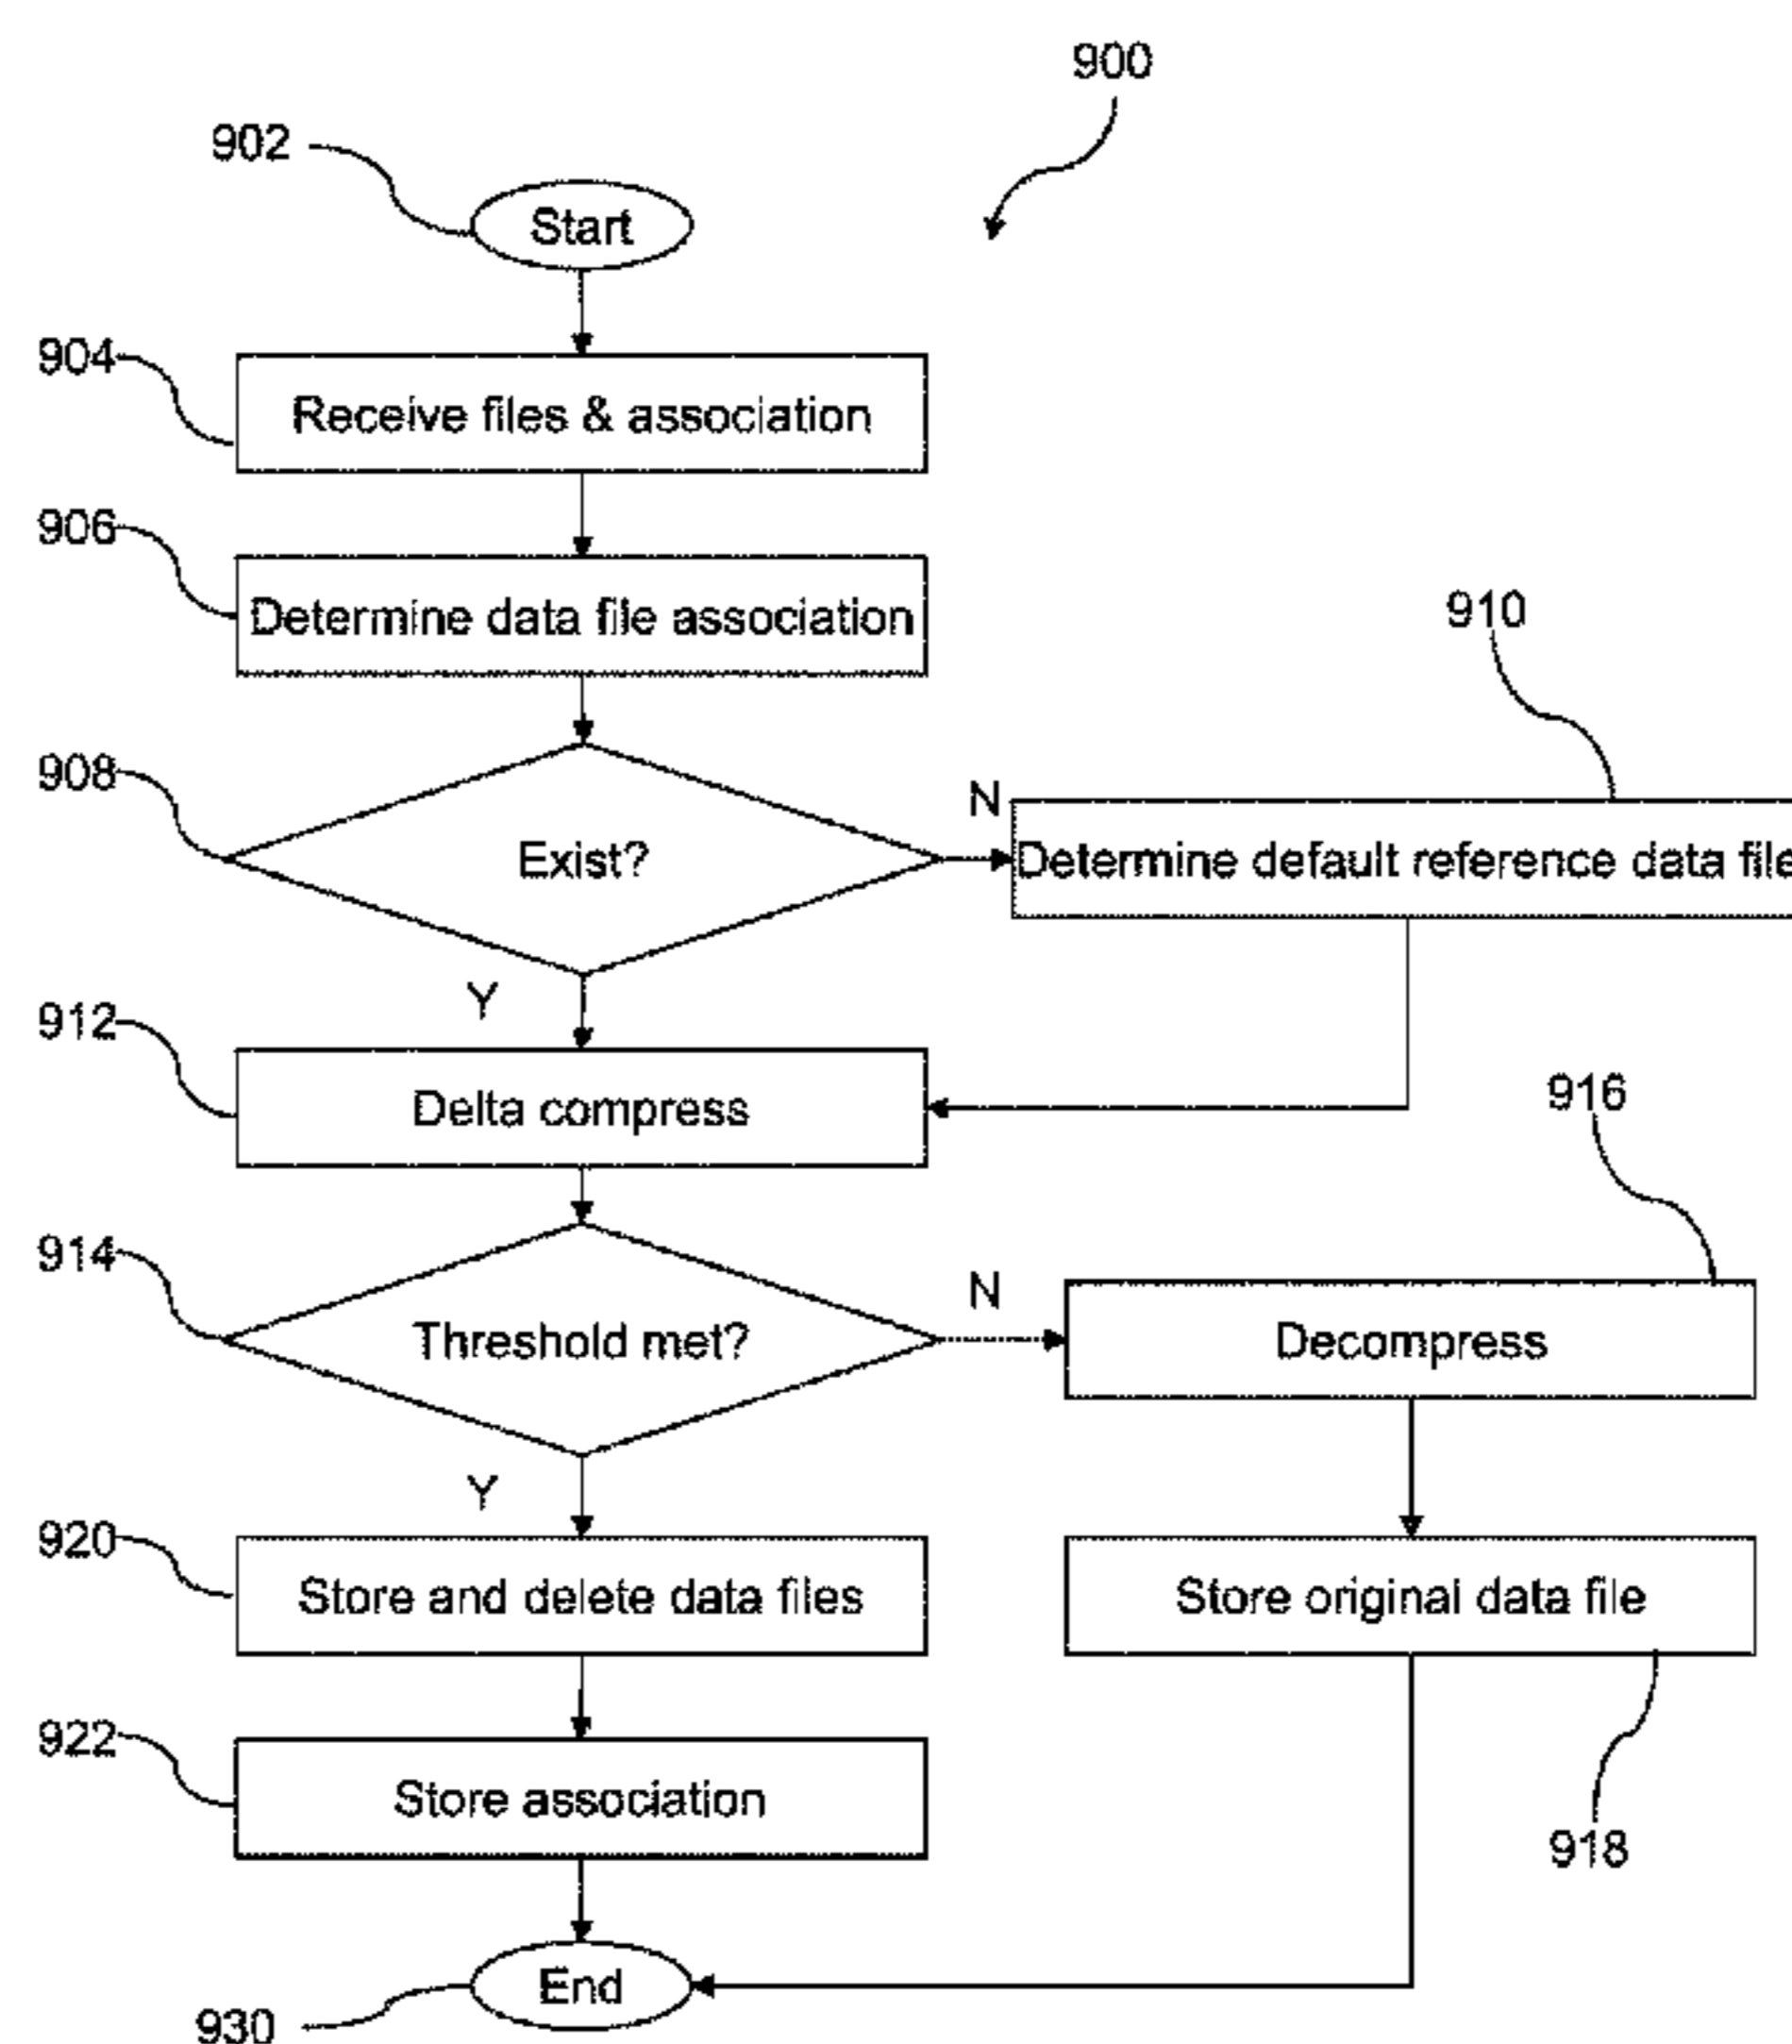 900
902
Start
904
Receive files & association
906
Determine data file association
910
908
Exist?
N
Determine default reference data file
Y
912
Delta compress
916
914
Threshold met?
N
Decompress
Y
920
Store and delete data files
Store original data file
922
Store association
918
End
930